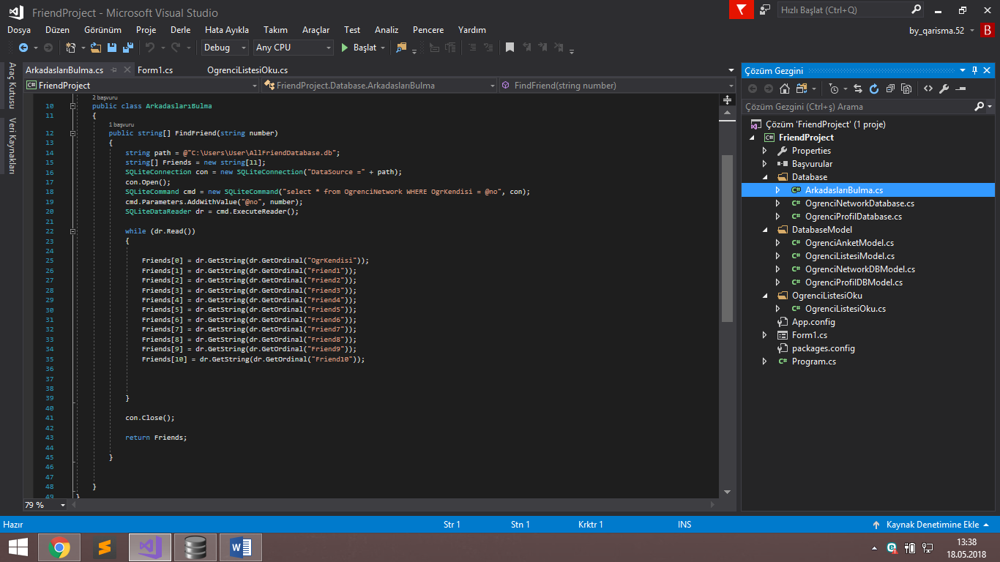 FriendProject - Microsoft Visual Studio
Hızlı Başlat (Ctrl+Q)
Dosya Düzen Görünüm Proje Derle Hata Ayıkla Takım Araçlar Test Analiz Pencere Yardım
by_qarisma.52 B
Debug Any CPU Başlat
Araç Kutusu
Veri Kaynakları
ArkadaslarıBulma.cs Form1.cs OgrenciListesiOku.cs
FriendProject FriendProject.Database.ArkadaslarıBulma FindFriend(string number)
2 başvuru
10 public class ArkadaslarıBulma
11 {
1 başvuru
12 public string[] FindFriend(string number)
13 {
14 string path = @"C:\Users\User\AllFriendDatabase.db";
15 string[] Friends = new string[11];
16 SQLiteConnection con = new SQLiteConnection("DataSource =" + path);
17 con.Open();
18 SQLiteCommand cmd = new SQLiteCommand("select * from OgrenciNetwork WHERE OgrKendisi = @no", con);
19 cmd.Parameters.AddWithValue("@no", number);
20 SQLiteDataReader dr = cmd.ExecuteReader();
21
22 while (dr.Read())
23 {
24
25 Friends[0] = dr.GetString(dr.GetOrdinal("OgrKendisi"));
26 Friends[1] = dr.GetString(dr.GetOrdinal("Friend1"));
27 Friends[2] = dr.GetString(dr.GetOrdinal("Friend2"));
28 Friends[3] = dr.GetString(dr.GetOrdinal("Friend3"));
29 Friends[4] = dr.GetString(dr.GetOrdinal("Friend4"));
30 Friends[5] = dr.GetString(dr.GetOrdinal("Friend5"));
31 Friends[6] = dr.GetString(dr.GetOrdinal("Friend6"));
32 Friends[7] = dr.GetString(dr.GetOrdinal("Friend7"));
33 Friends[8] = dr.GetString(dr.GetOrdinal("Friend8"));
34 Friends[9] = dr.GetString(dr.GetOrdinal("Friend9"));
35 Friends[10] = dr.GetString(dr.GetOrdinal("Friend10"));
36
37
38
39 }
40
41 con.Close();
42
43 return Friends;
44
45 }
46
47
48 }
49 }
79 %
Çözüm Gezgini
Çözüm Gezgini (Ctrl+ş) Arama
Çözüm 'FriendProject' (1 proje)
FriendProject
Properties
Başvurular
Database
ArkadaslarıBulma.cs
OgrenciNetworkDatabase.cs
OgrenciProfilDatabase.cs
DatabaseModel
OgrenciAnketModel.cs
OgrenciListesiModel.cs
OgrenciNetworkDBModel.cs
OgrenciProfilDBModel.cs
OgrenciListesiOku
OgrenciListesiOku.cs
App.config
Form1.cs
packages.config
Program.cs
Hazır Str 1 Stn 1 Krktr 1 INS Kaynak Denetimine Ekle
13:38
18.05.2018